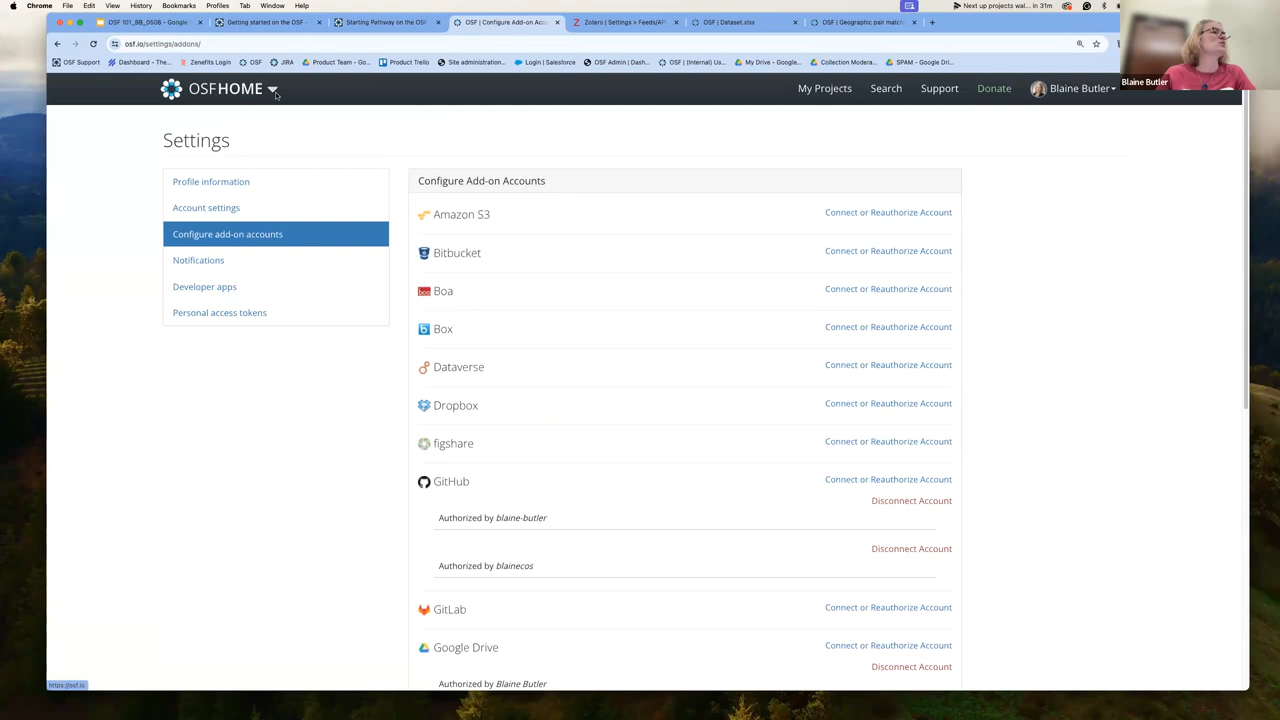 Chrome File Edit View History Bookmarks Profiles Tab Window Help
Next up projects wal... in 31m
OSF 101_BB_0508 – Google
Getting started on the OSF -
Starting Pathway on the OSF
OSF | Configure Add-on Acco
Zotero | Settings > Feeds/API
OSF | Dataset.xlsx
OSF | Geographic pair match
osf.io/settings/addons/
OSF Support
Dashboard - The...
Zenefits Login
OSF
JIRA
Product Team - Go...
Product Trello
Site administration...
Login | Salesforce
OSF Admin | Dash...
OSF | (Internal) Us...
My Drive - Google...
Collection Modera...
SPAM - Google Dri...
Blaine Butler
OSFHOME
My Projects
Search
Support
Donate
Blaine Butler
Settings
Profile information
Account settings
Configure add-on accounts
Notifications
Developer apps
Personal access tokens
Configure Add-on Accounts
Amazon S3 Connect or Reauthorize Account
Bitbucket Connect or Reauthorize Account
boa
Boa Connect or Reauthorize Account
Box Connect or Reauthorize Account
Dataverse Connect or Reauthorize Account
Dropbox Connect or Reauthorize Account
figshare Connect or Reauthorize Account
GitHub Connect or Reauthorize Account
Disconnect Account
Authorized by blaine-butler
Disconnect Account
Authorized by blainecos
GitLab Connect or Reauthorize Account
Google Drive Connect or Reauthorize Account
Disconnect Account
Authorized by Blaine Butler
https://osf.io